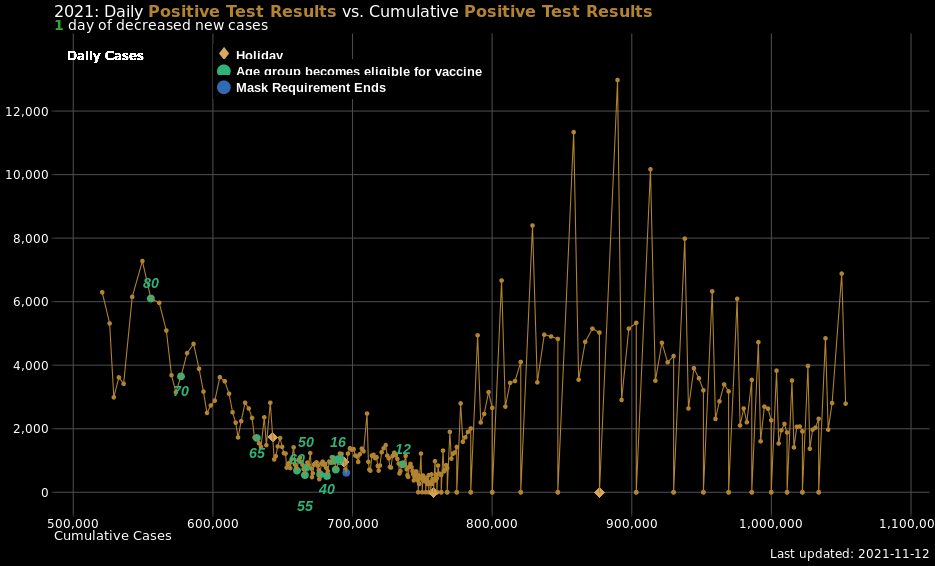 2021: Daily Positive Test Results vs. Cumulative Positive Test Results
1 day of decreased new cases
Daily Cases
Holiday
Age group becomes eligible for vaccine
Mask Requirement Ends
12,000
10,000
8,000
6,000
4,000
2,000
0
80
70
65
50
60
55
40
16
12
500,000 600,000 700,000 800,000 900,000 1,000,000 1,100,00
Cumulative Cases
Last updated: 2021-11-12